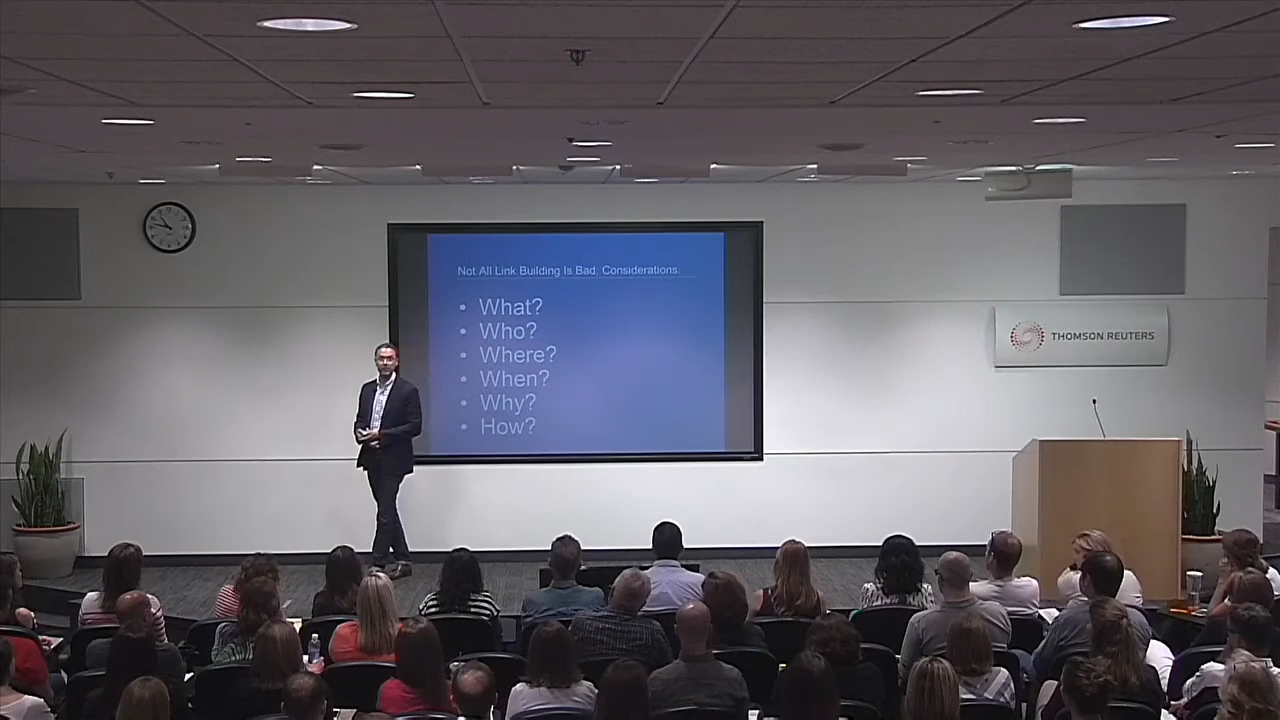 Not All Link Building Is Bad, Considerations:
• What?
• Who?
• Where?
• When?
• Why?
• How?
THOMSON REUTERS